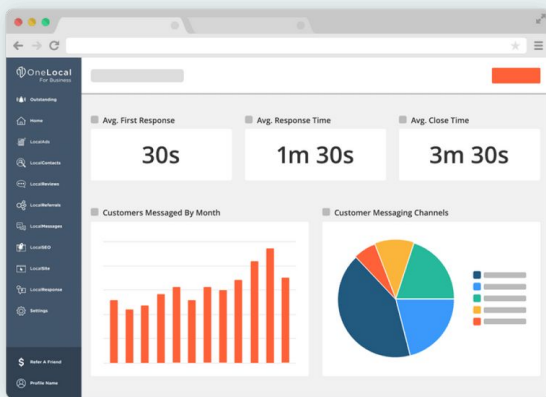 OneLocal
For Business
Outstanding
Home
LocalAds
LocalContacts
LocalReviews
LocalReferrals
LocalMessages
LocalSEO
LocalSite
LocalResponse
Settings
Refer A Friend
Profile Name
Avg. First Response
30s
Avg. Response Time
1m 30s
Avg. Close Time
3m 30s
Customers Messaged By Month
Customer Messaging Channels